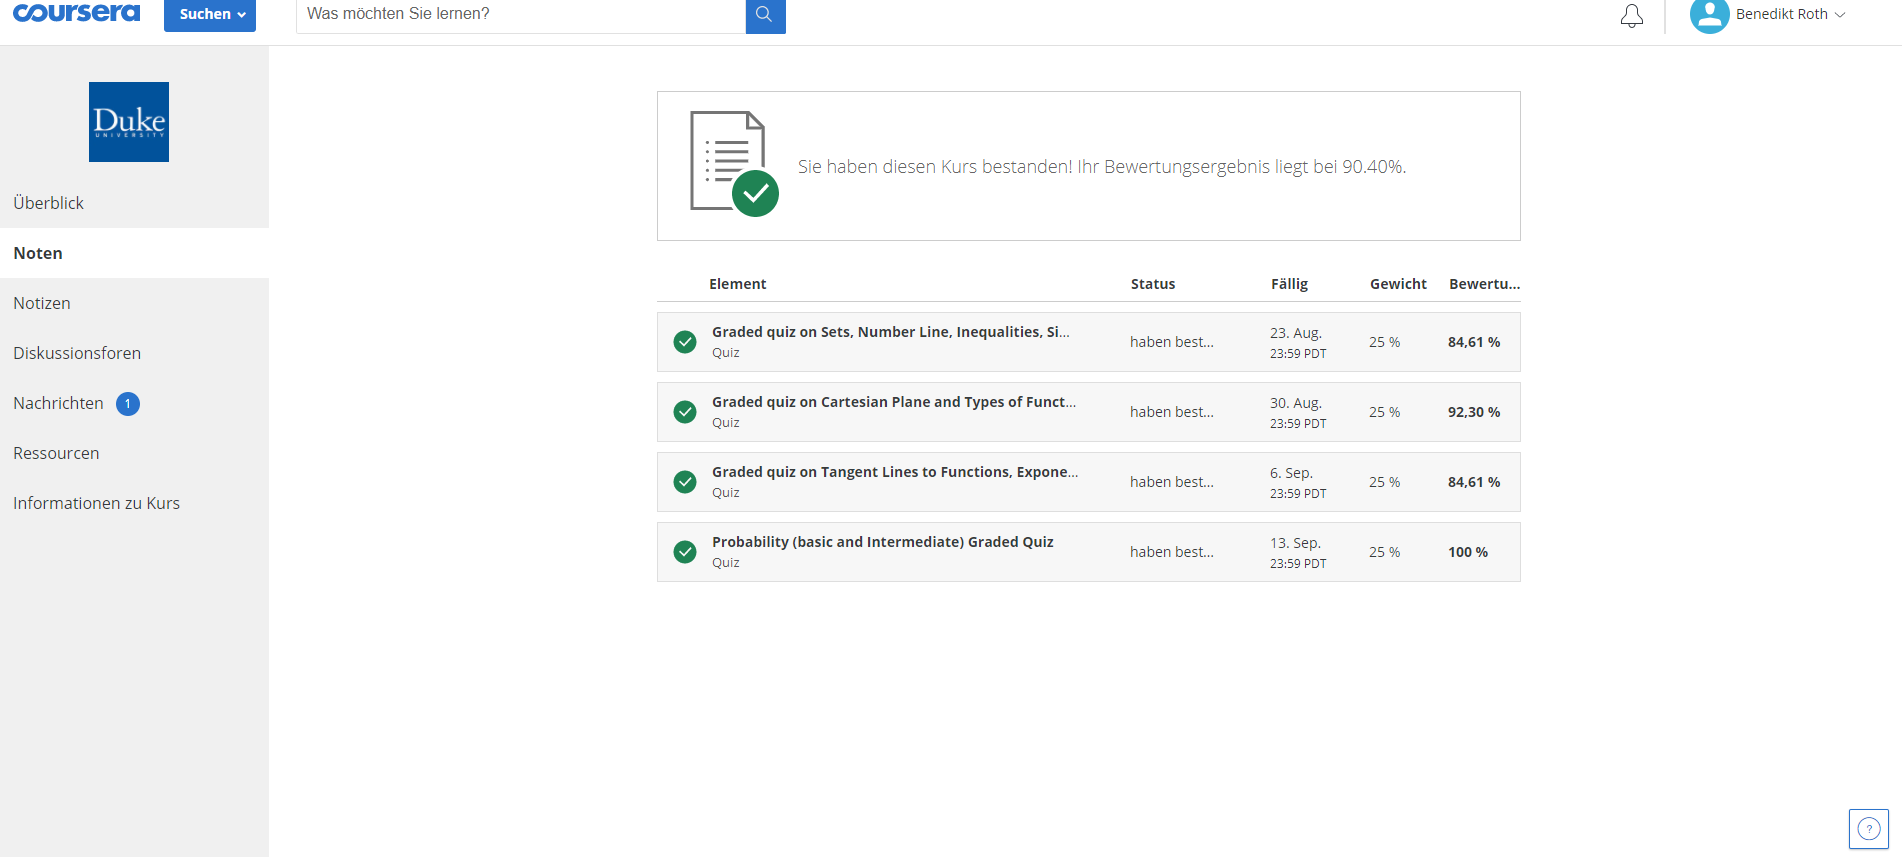 coursera
Suchen
Was möchten Sie lernen?
Benedikt Roth
Duke
UNIVERSITY
Überblick
Noten
Notizen
Diskussionsforen
Nachrichten 1
Ressourcen
Informationen zu Kurs
Sie haben diesen Kurs bestanden! Ihr Bewertungsergebnis liegt bei 90.40%.
Element Status Fällig Gewicht Bewertu...
Graded quiz on Sets, Number Line, Inequalities, Si...
Quiz
haben best...
23. Aug.
23:59 PDT
25 %
84,61 %
Graded quiz on Cartesian Plane and Types of Funct...
Quiz
haben best...
30. Aug.
23:59 PDT
25 %
92,30 %
Graded quiz on Tangent Lines to Functions, Expone...
Quiz
haben best...
6. Sep.
23:59 PDT
25 %
84,61 %
Probability (basic and Intermediate) Graded Quiz
Quiz
haben best...
13. Sep.
23:59 PDT
25 %
100 %
?